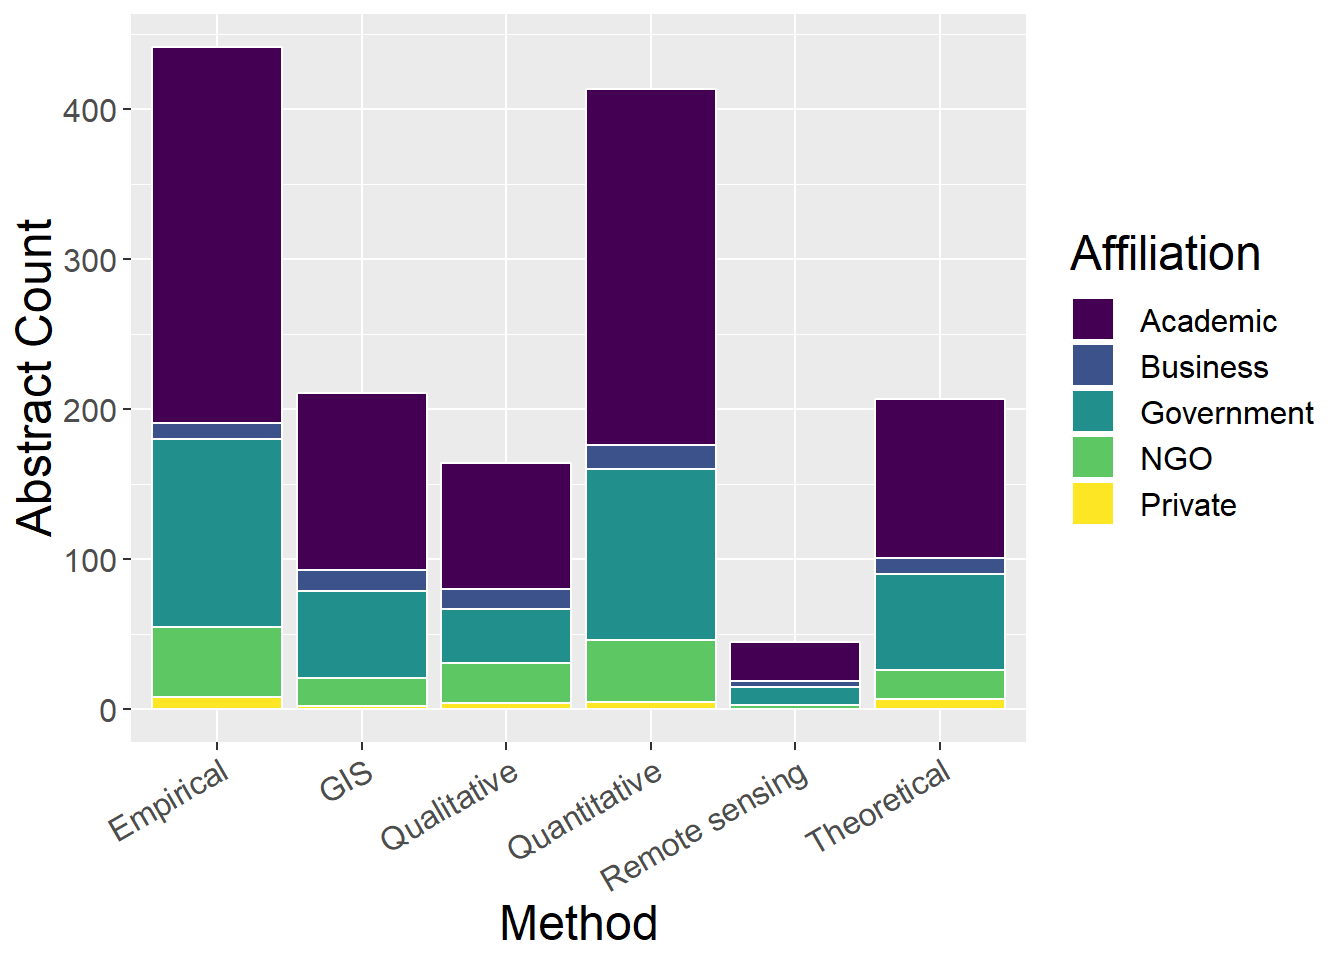 Abstract Count
400
300
200
100
0
Empirical
GIS
Qualitative
Quantitative
Remote sensing
Theoretical
Method
Affiliation
Academic
Business
Government
NGO
Private